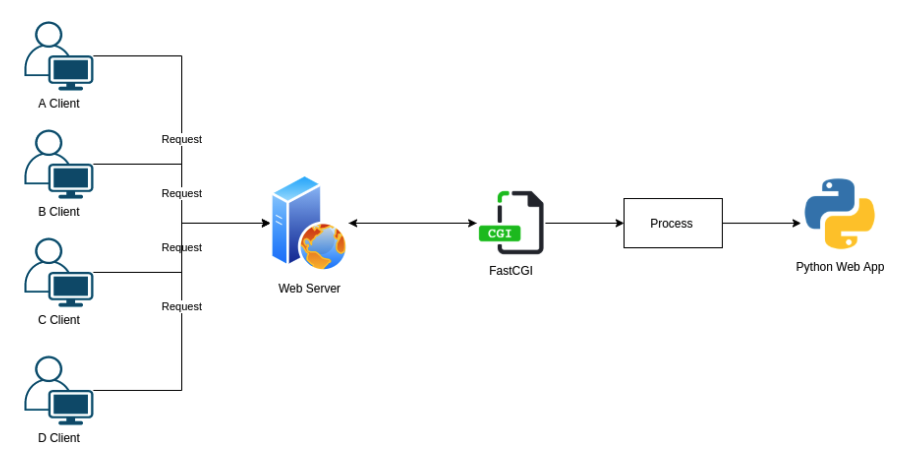 A Client
Request
B Client
Request
C Client
Request
D Client
Request
Web Server
CGI
FastCGI
Process
Python Web App